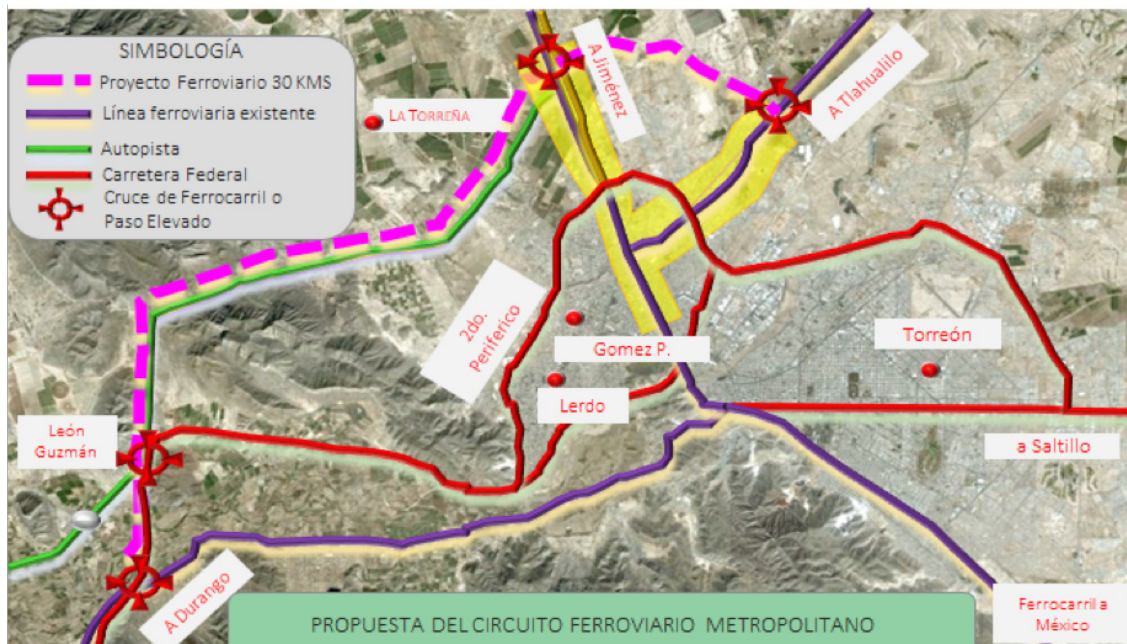 SIMBOLOGÍA
Proyecto Ferroviario 30 KMS
Línea ferroviaria existente
Autopista
Carretera Federal
Cruce de Ferrocarril o
Paso Elevado
A Jiménez
A Tlahualilo
LA TORREÑA
2do.
Periferico
Gomez P.
Torreón
Lerdo
León
Guzmán
a Saltillo
A Durango
Ferrocarril a
México
PROPUESTA DEL CIRCUITO FERROVIARIO METROPOLITANO